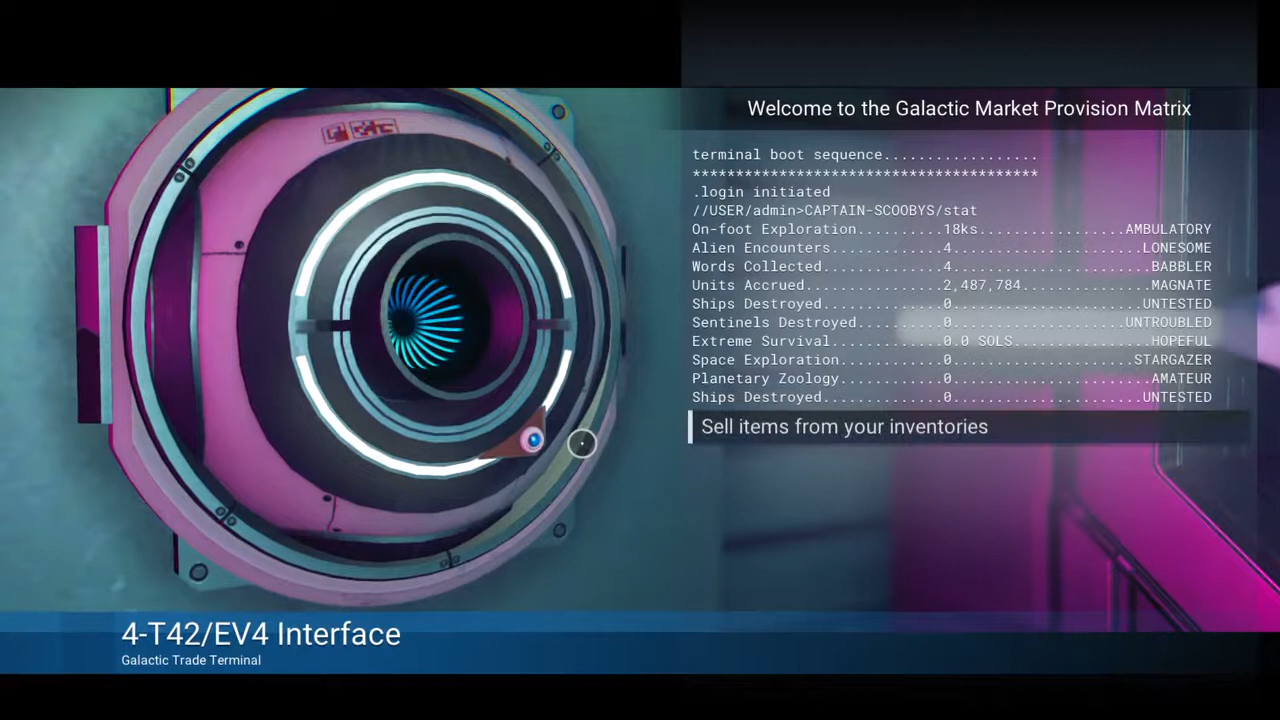 Welcome to the Galactic Market Provision Matrix
terminal boot sequence..................
****************************************
.login initiated
//USER/admin>CAPTAIN-SCOOBYS/stat
On-foot Exploration..........18ks.................AMBULATORY
Alien Encounters.............4......................LONESOME
Words Collected..............4.......................BABBLER
Units Accrued................2,487,784...............MAGNATE
Ships Destroyed..............0......................UNTESTED
Sentinels Destroyed..........0....................UNTROUBLED
Extreme Survival.............0.0 SOLS................HOPEFUL
Space Exploration............0.....................STARGAZER
Planetary Zoology............0.......................AMATEUR
Ships Destroyed..............0......................UNTESTED
Sell items from your inventories
4-T42/EV4 Interface
Galactic Trade Terminal